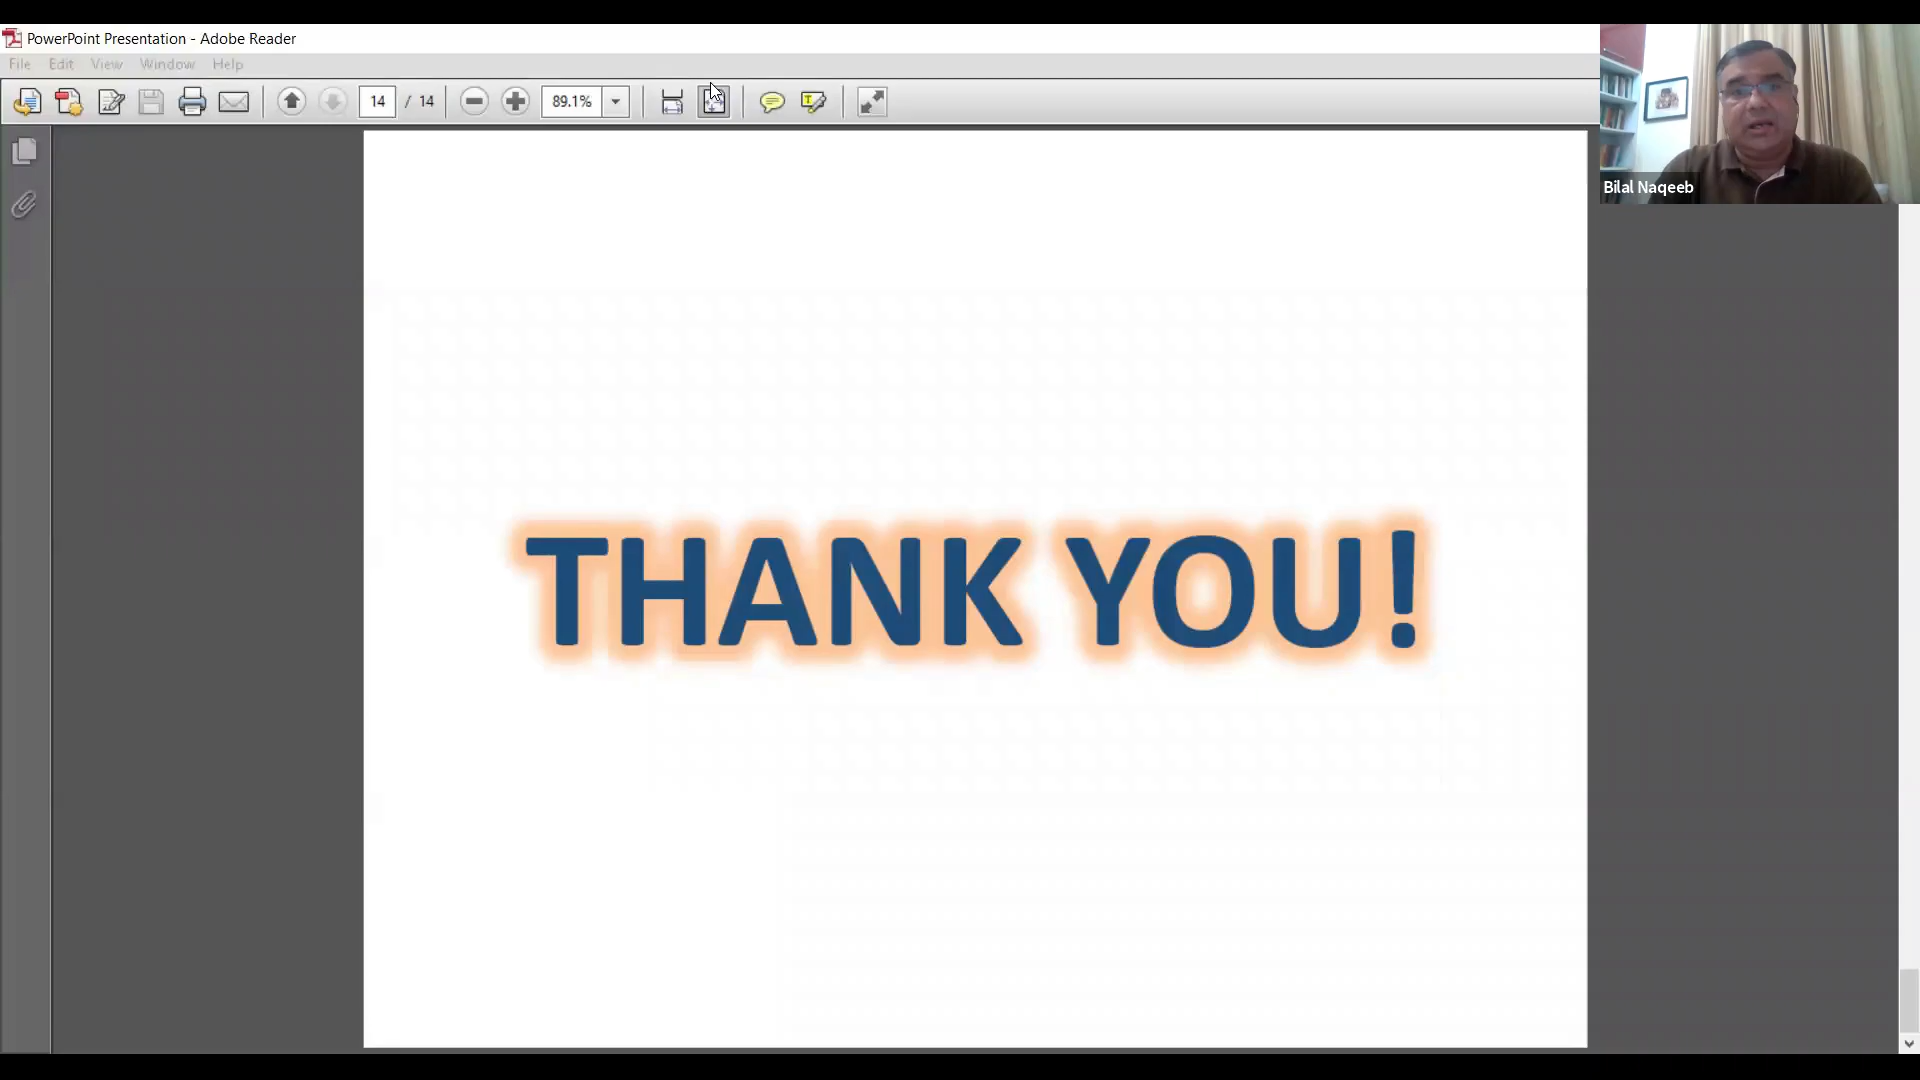 PowerPoint Presentation - Adobe Reader
File Edit View Window Help
14 / 14 89.1%
Bilal Naqeeb
THANK YOU!